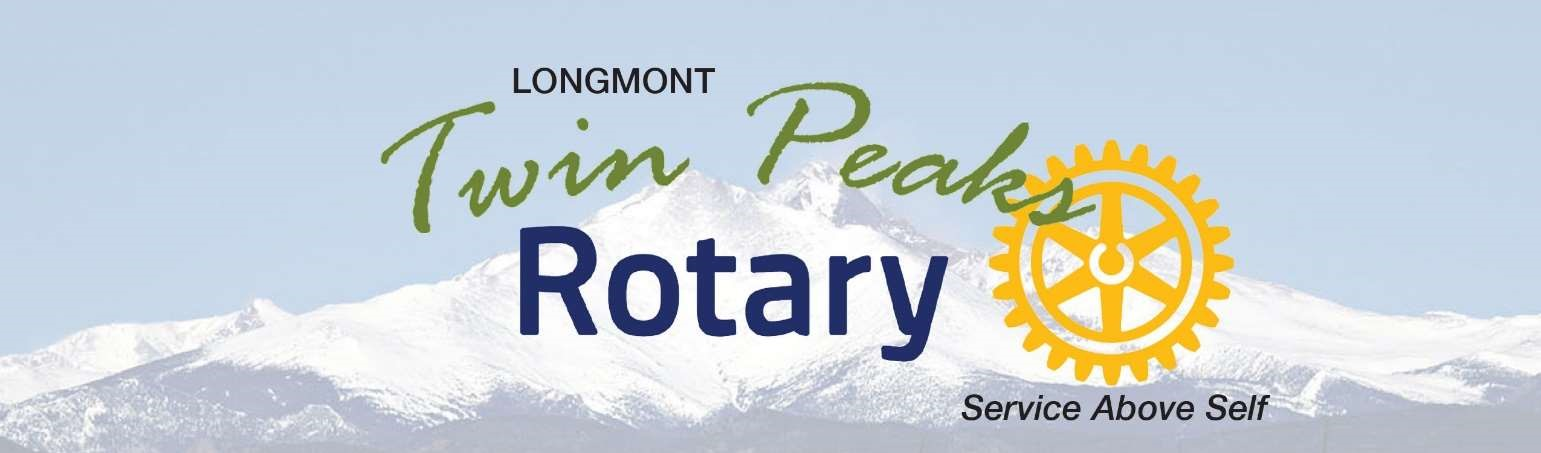 LONGMONT
Twin Peaks
Rotary
Service Above Self